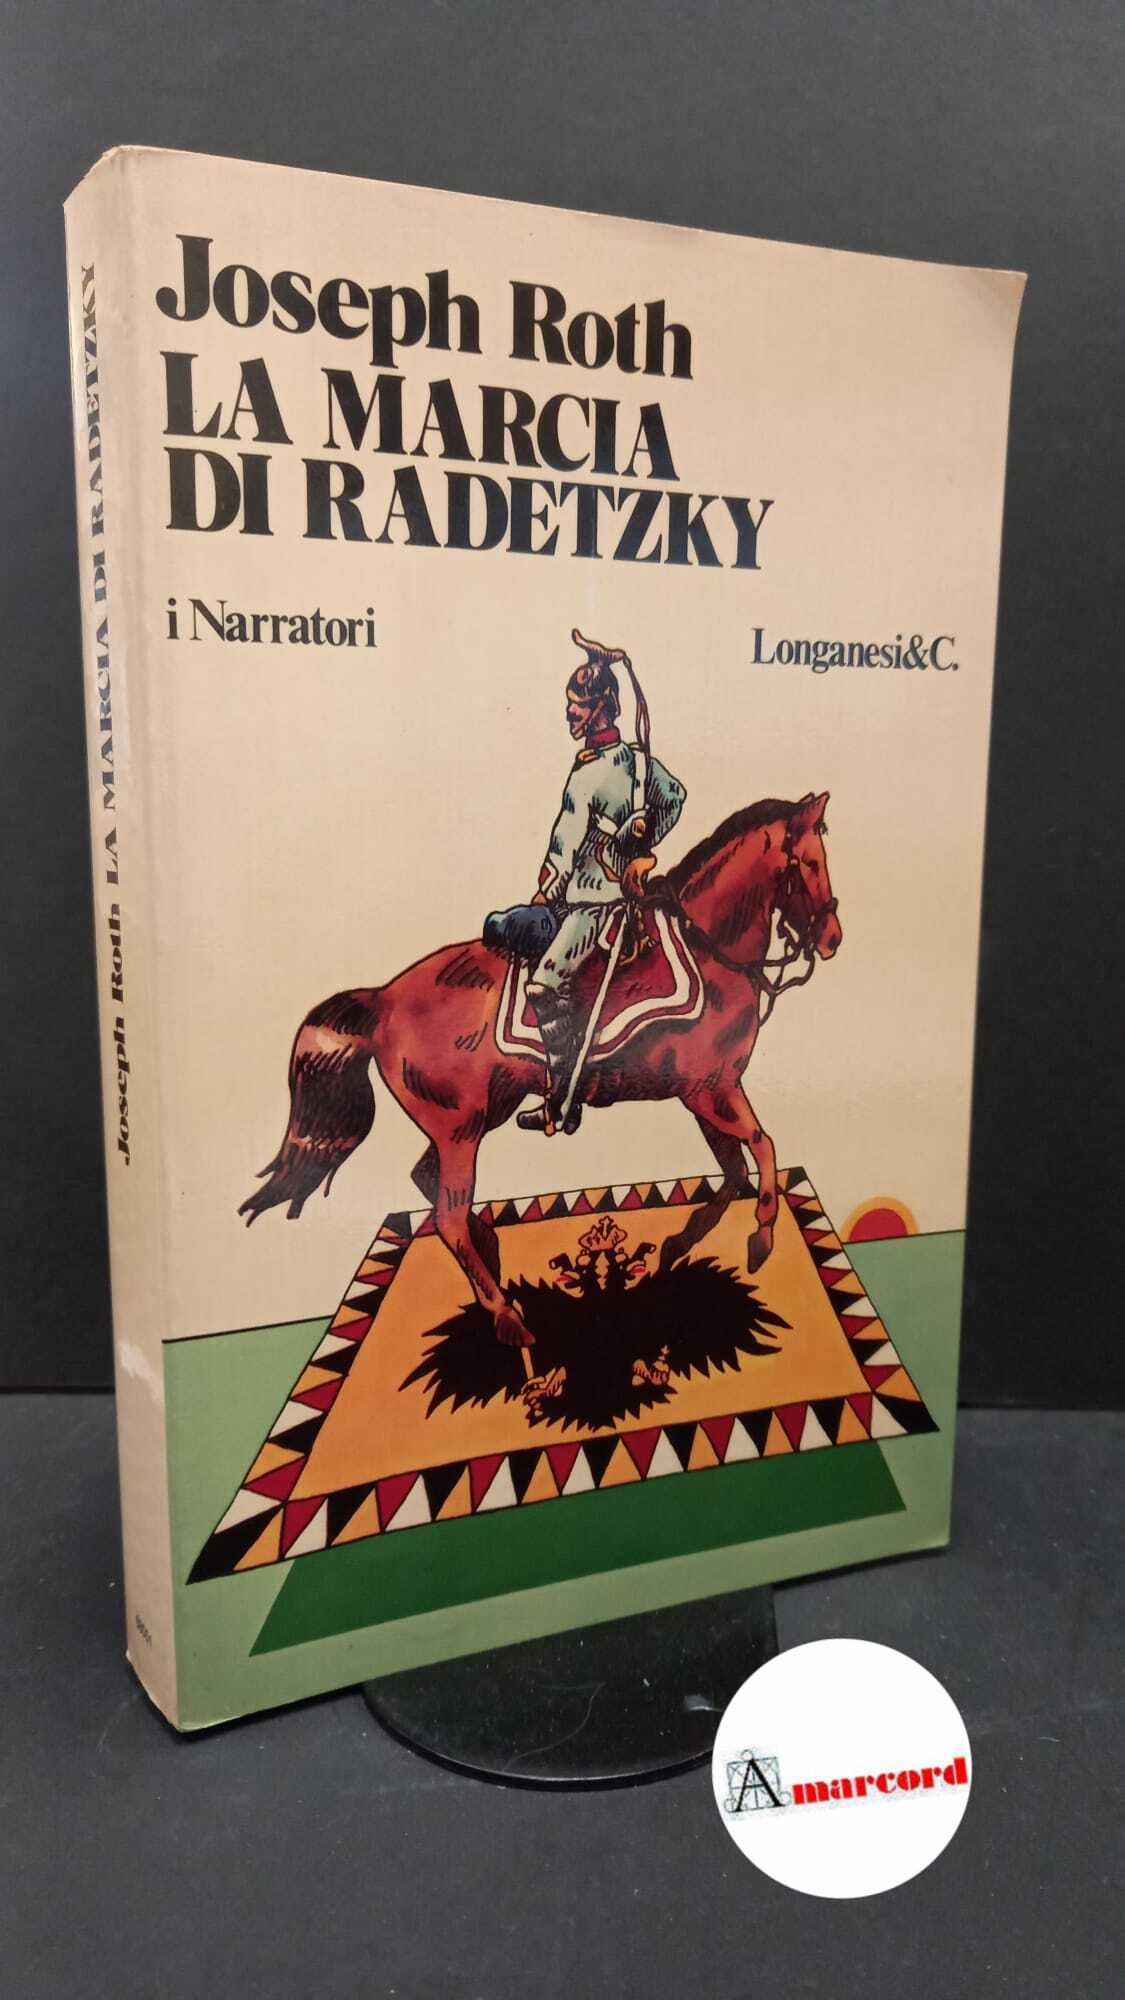 Joseph Roth
LA MARCIA
DI RADETZKY
i Narratori
Longanesi&C.
Joseph Roth LA MARCIA DI RADETZKY
Amarcord